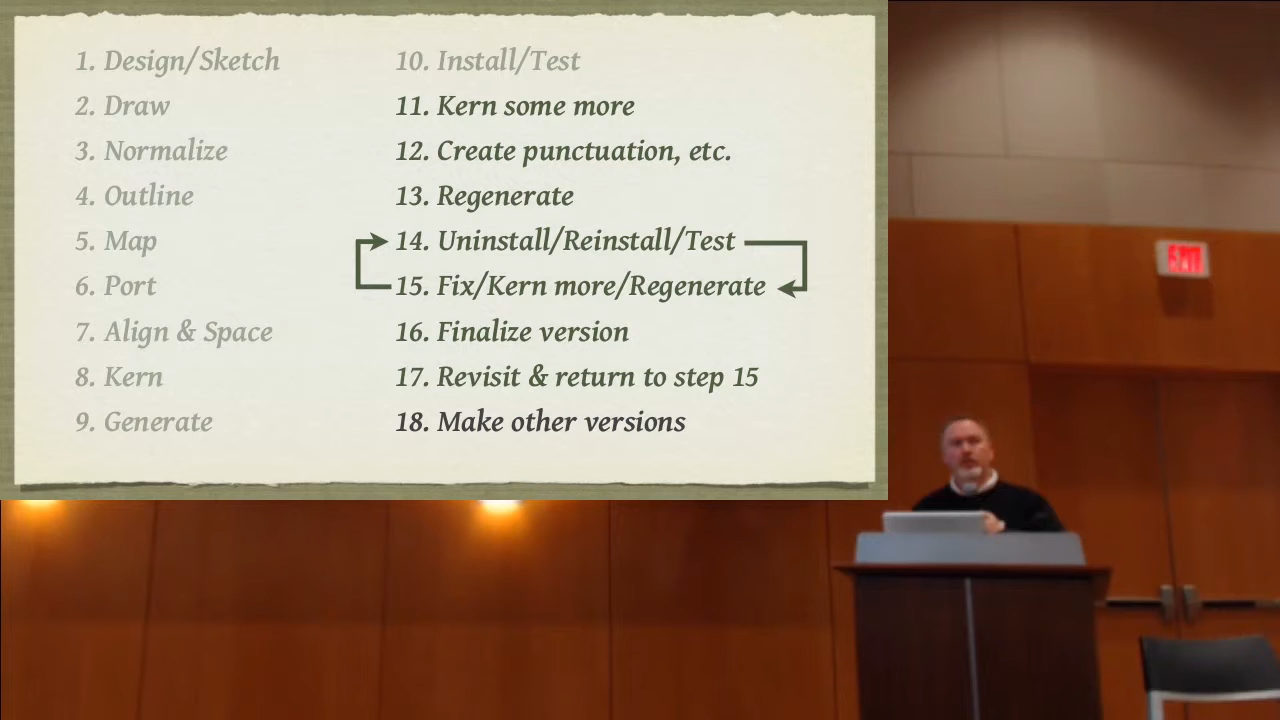 1. Design/Sketch
2. Draw
3. Normalize
4. Outline
5. Map
6. Port
7. Align & Space
8. Kern
9. Generate
10. Install/Test
11. Kern some more
12. Create punctuation, etc.
13. Regenerate
14. Uninstall/Reinstall/Test
15. Fix/Kern more/Regenerate
16. Finalize version
17. Revisit & return to step 15
18. Make other versions
EXIT